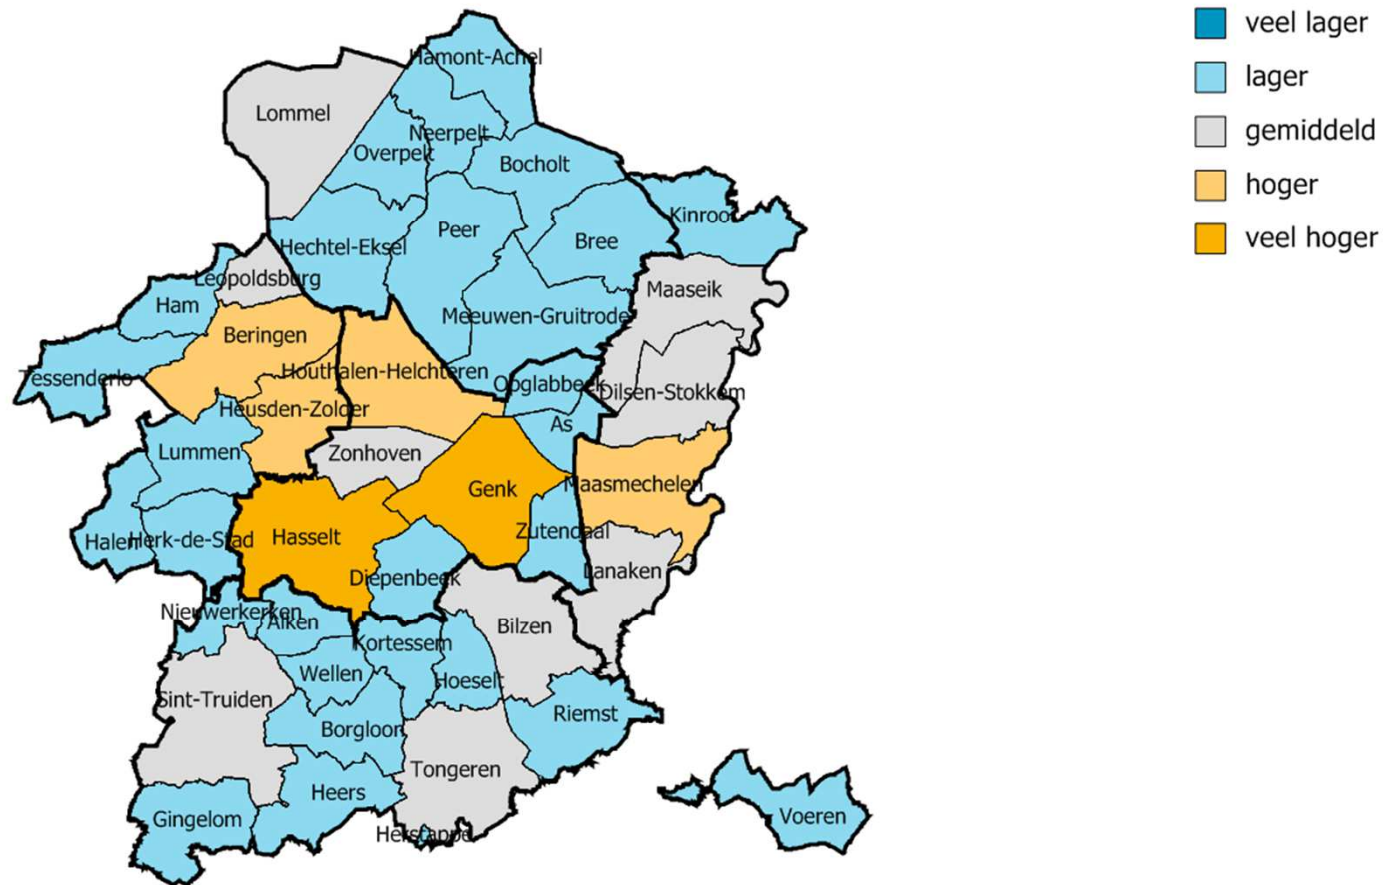 veel lager
lager
gemiddeld
hoger
veel hoger
Hamont-Achel
Lommel
Neerpelt
Overpelt
Bocholt
Kinrooi
Peer
Bree
Hechtel-Eksel
Leopoldsburg
Maaseik
Ham
Meeuwen-Gruitrode
Beringen
Houthalen-Helchteren
Tessenderlo
Opglabbeek
Dilsen-Stokkem
Heusden-Zolder
As
Lummen
Zonhoven
Maasmechelen
Genk
Zutendaal
Hasselt
Halen
Herk-de-Stad
Lanaken
Diepenbeek
Nieuwerkerken
Alken
Bilzen
Kortessem
Wellen
Hoeselt
Sint-Truiden
Riemst
Borgloon
Tongeren
Heers
Gingelom
Voeren
Herstappe